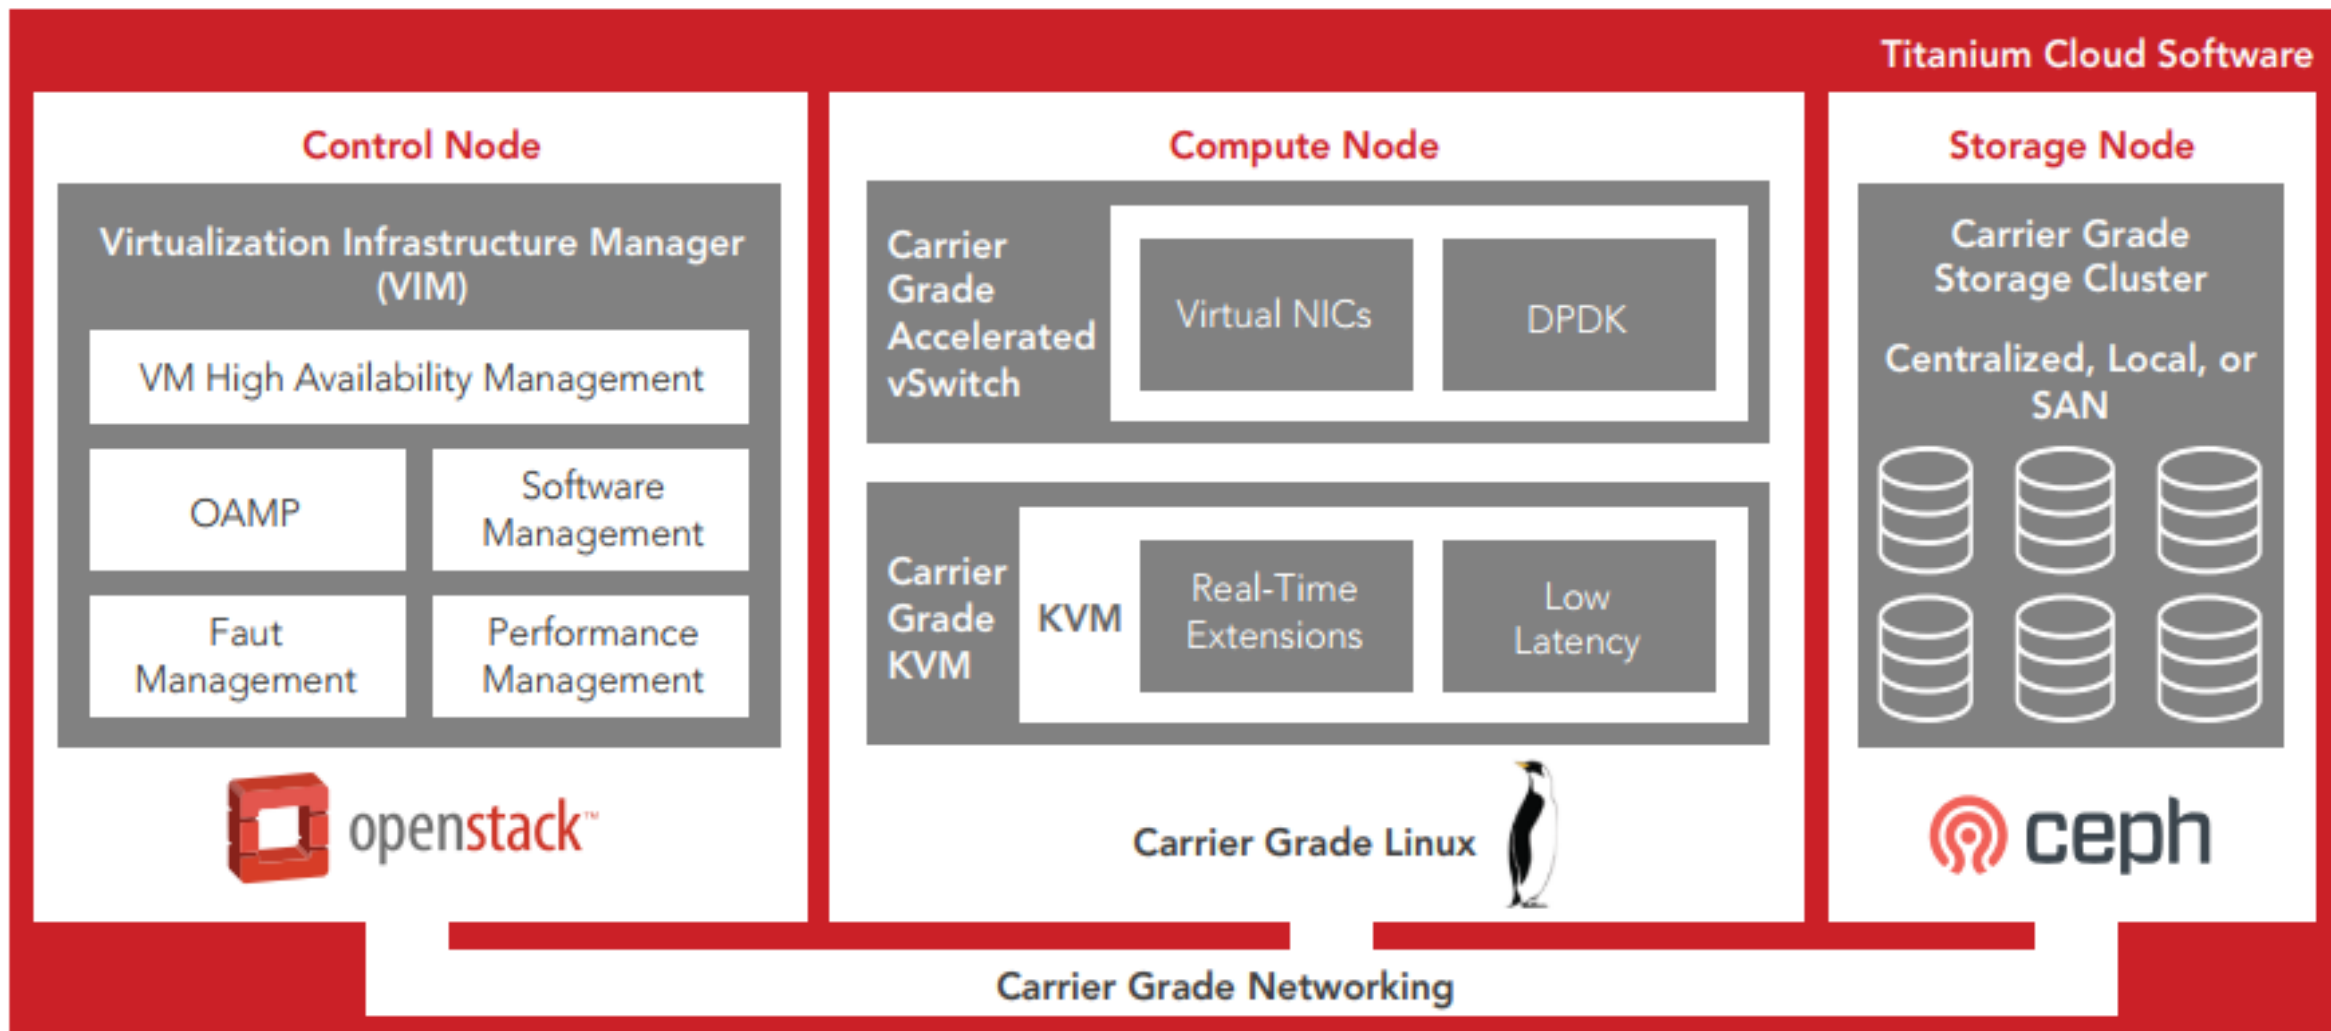 Titanium Cloud Software
Control Node
Virtualization Infrastructure Manager
(VIM)
VM High Availability Management
OAMP
Software
Management
Faut
Management
Performance
Management
openstack™
Compute Node
Carrier
Grade
Accelerated
vSwitch
Virtual NICs
DPDK
Carrier
Grade
KVM
KVM
Real-Time
Extensions
Low
Latency
Carrier Grade Linux
Storage Node
Carrier Grade
Storage Cluster
Centralized, Local, or
SAN
ceph
Carrier Grade Networking